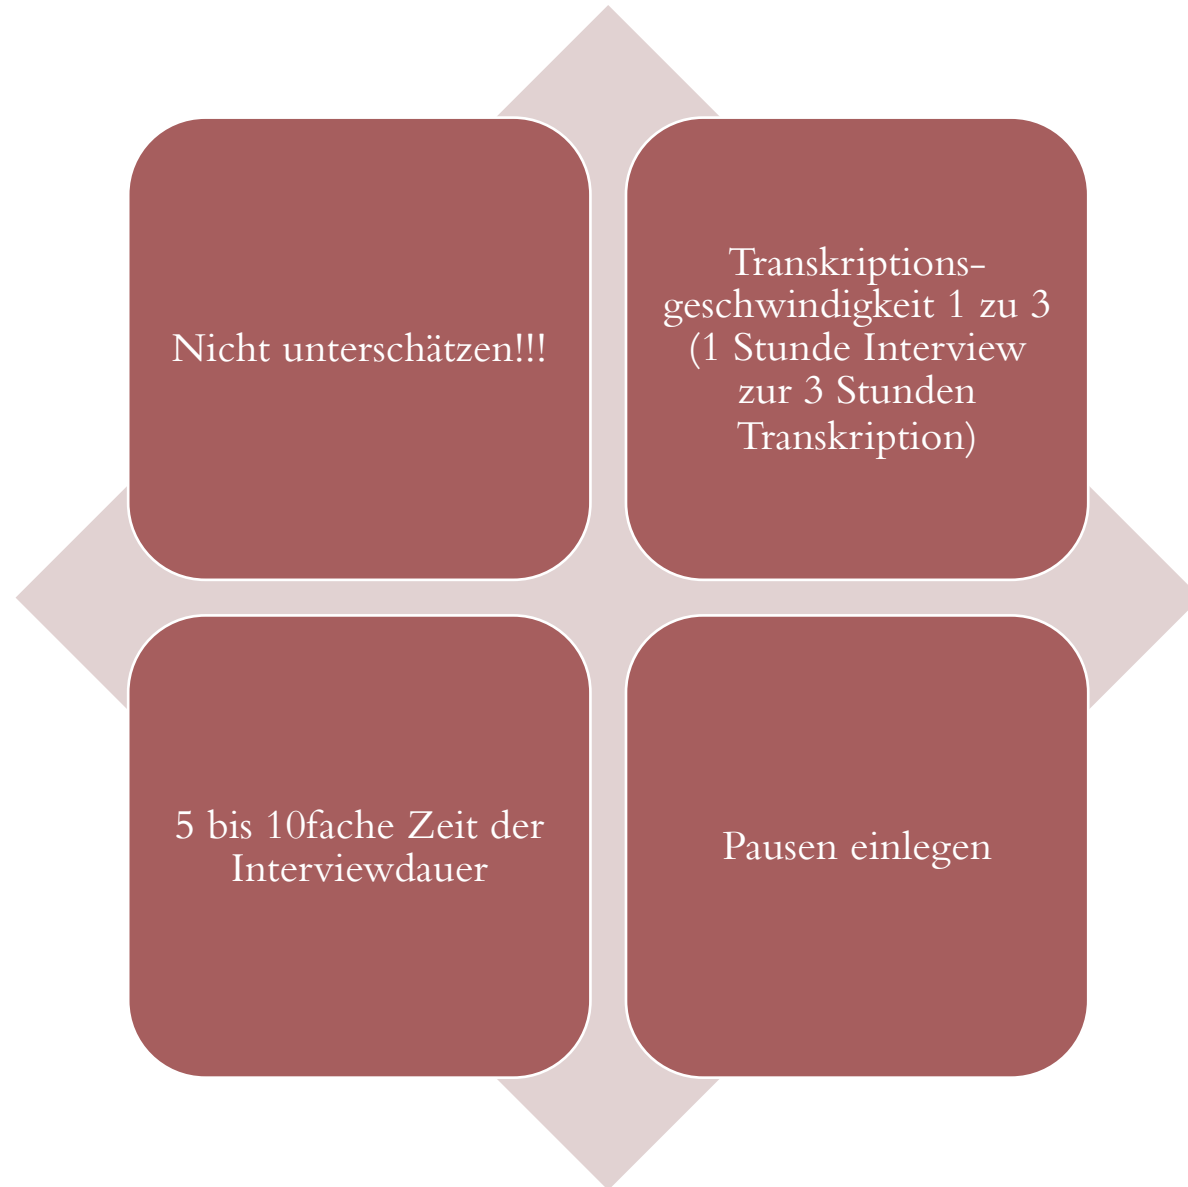 Nicht unterschätzen!!!
Transkriptions-
geschwindigkeit 1 zu 3
(1 Stunde Interview
zur 3 Stunden
Transkription)
5 bis 10fache Zeit der
Interviewdauer
Pausen einlegen